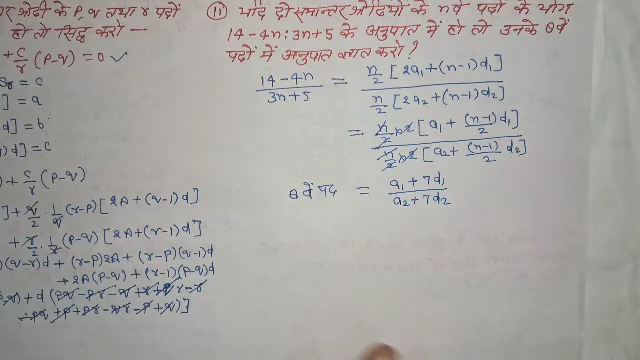 श्रेढी के P, q तथा r पदों
हो तो सिद्ध करो —
+ c/r (P-q) = 0 ✓
Sr = c
] = a
d] = b
) d] = c
) + c/r (P-q)
] + q/2 · 1/q (r-P) [2A + (q-1)d]
+ r/2 · 1/r (P-q) [2A + (r-1)d]
)(q-r)d + (r-P)2A + (r-P)(q-1)d
+ 2A(P-q) + (r-1)(P-q)d
⑪ यदि दो समान्तर श्रेढियों के n वें पदों के योग
14-4n : 3n+5 के अनुपात में हो तो उनके 8वें
पदों में अनुपात ज्ञात करो ?
14-4n / 3n+5 = n/2 [2a₁ + (n-1)d₁] / n/2 [2a₂ + (n-1)d₂]
= n/2 × 2 [a₁ + (n-1)/2 d₁] / n/2 × 2 [a₂ + (n-1)/2 d₂]
8 वें पद = a₁ + 7d₁ / a₂ + 7d₂